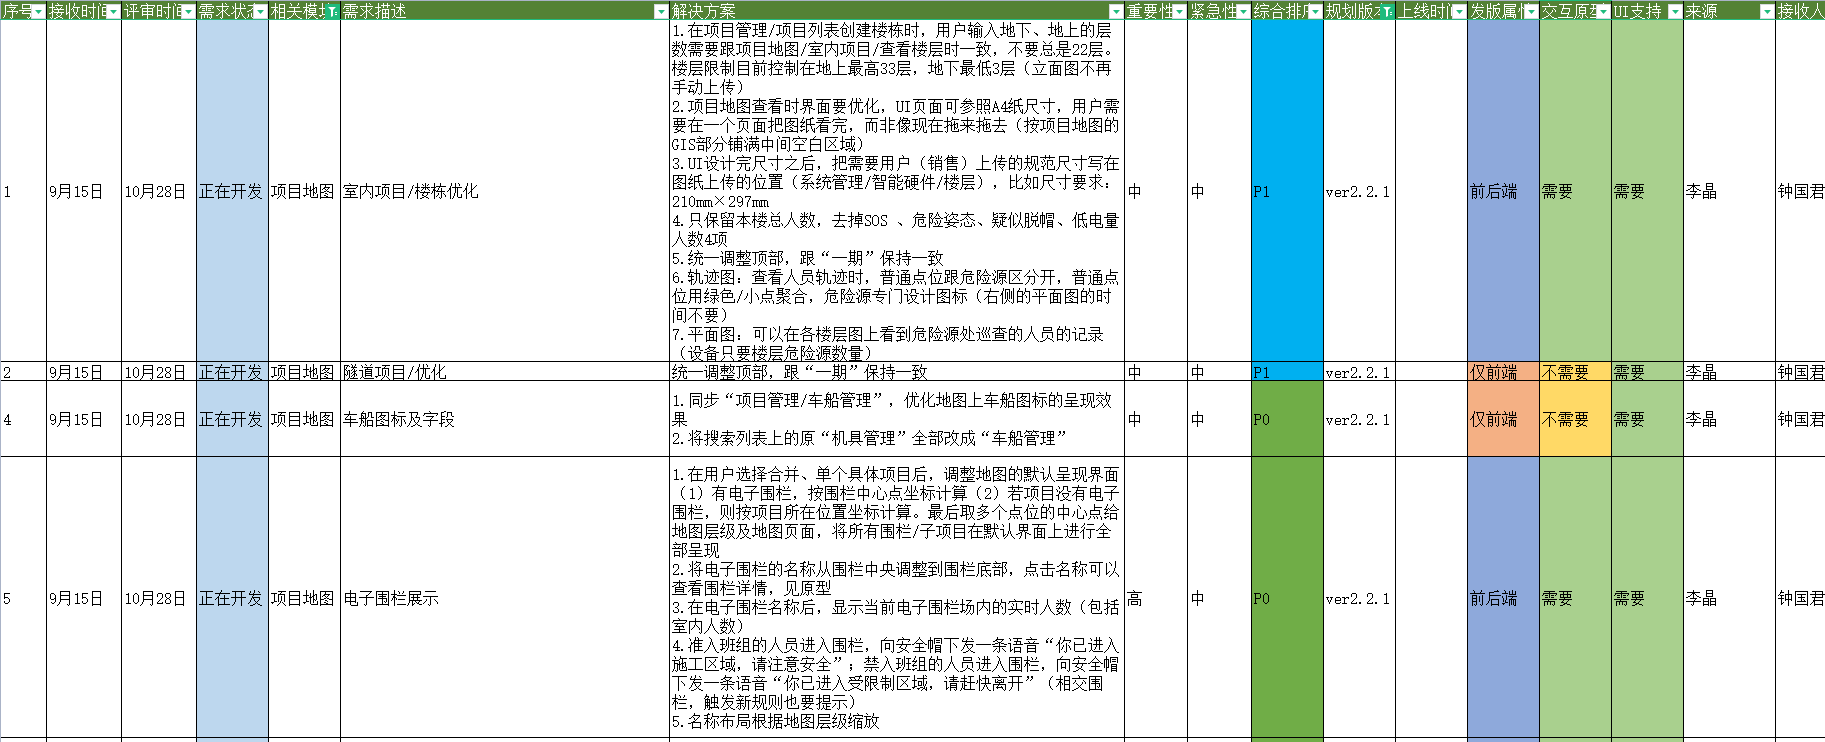 序号 接收时间 评审时间 需求状态 相关模块 需求描述 解决方案 重要性 紧急性 综合排序 规划版本 上线时间 发版属性 交互原型 UI支持 来源 接收人
1 9月15日 10月28日 正在开发 项目地图 室内项目/楼栋优化
1.在项目管理/项目列表创建楼栋时，用户输入地下、地上的层
数需要跟项目地图/室内项目/查看楼层时一致，不要总是22层。
楼层限制目前控制在地上最高33层，地下最低3层（立面图不再
手动上传）
2.项目地图查看时界面要优化，UI页面可参照A4纸尺寸，用户需
要在一个页面把图纸看完，而非像现在拖来拖去（按项目地图的
GIS部分铺满中间空白区域）
3.UI设计完尺寸之后，把需要用户（销售）上传的规范尺寸写在
图纸上传的位置（系统管理/智能硬件/楼层），比如尺寸要求：
210mm×297mm
4.只保留本楼总人数，去掉SOS 、危险姿态、疑似脱帽、低电量
人数4项
5.统一调整顶部，跟“一期”保持一致
6.轨迹图：查看人员轨迹时，普通点位跟危险源区分开，普通点
位用绿色/小点聚合，危险源专门设计图标（右侧的平面图的时
间不要）
7.平面图：可以在各楼层图上看到危险源处巡查的人员的记录
（设备只要楼层危险源数量）
中 中 P1 ver2.2.1 前后端 需要 需要 李晶 钟国君
2 9月15日 10月28日 正在开发 项目地图 隧道项目/优化 统一调整顶部，跟“一期”保持一致 中 中 P1 ver2.2.1 仅前端 不需要 需要 李晶 钟国君
4 9月15日 10月28日 正在开发 项目地图 车船图标及字段
1.同步“项目管理/车船管理”，优化地图上车船图标的呈现效
果
2.将搜索列表上的原“机具管理”全部改成“车船管理”
中 中 P0 ver2.2.1 仅前端 不需要 需要 李晶 钟国君
5 9月15日 10月28日 正在开发 项目地图 电子围栏展示
1.在用户选择合并、单个具体项目后，调整地图的默认呈现界面
（1）有电子围栏，按围栏中心点坐标计算（2）若项目没有电子
围栏，则按项目所在位置坐标计算。最后取多个点位的中心点给
地图层级及地图页面，将所有围栏/子项目在默认界面上进行全
部呈现
2.将电子围栏的名称从围栏中央调整到围栏底部，点击名称可以
查看围栏详情，见原型
3.在电子围栏名称后，显示当前电子围栏场内的实时人数（包括
室内人数）
4.准入班组的人员进入围栏，向安全帽下发一条语音“你已进入
施工区域，请注意安全”；禁入班组的人员进入围栏，向安全帽
下发一条语音“你已进入受限制区域，请赶快离开”（相交围
栏，触发新规则也要提示）
5.名称布局根据地图层级缩放
高 中 P0 ver2.2.1 前后端 需要 需要 李晶 钟国君